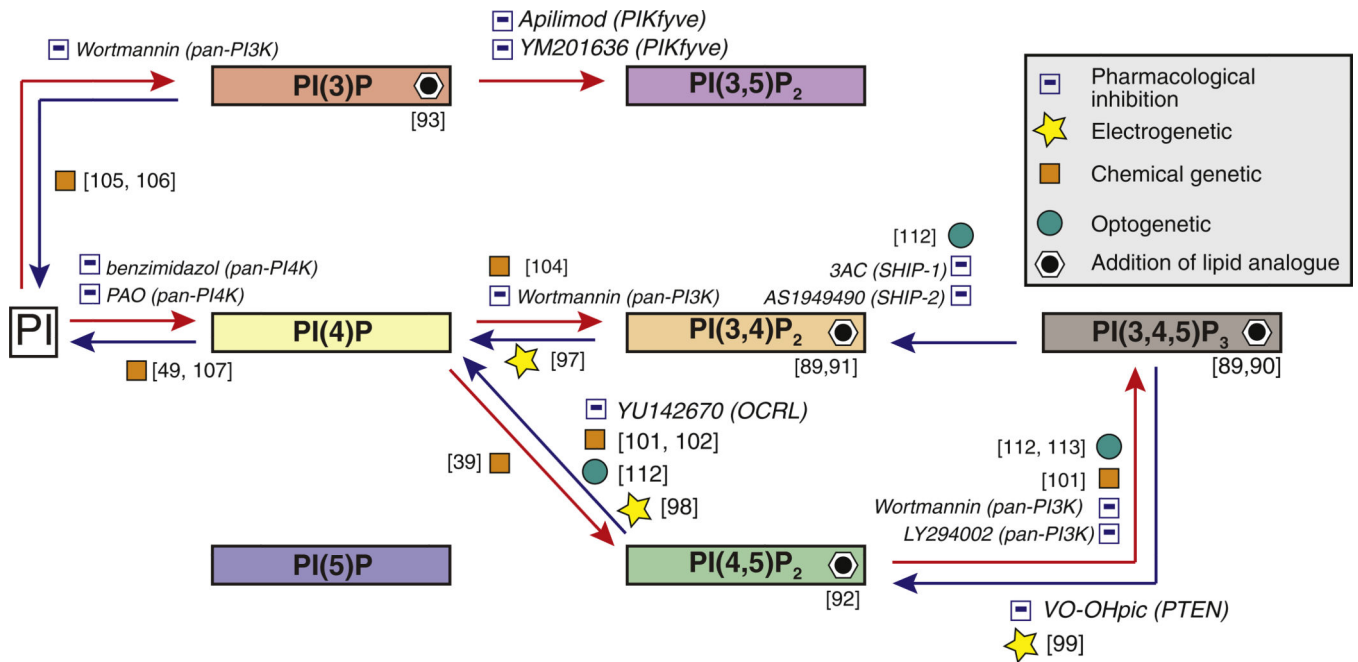 Wortmannin (pan-PI3K)
Apilimod (PIKfyve)
YM201636 (PIKfyve)
PI(3)P
[93]
PI(3,5)P2
Pharmacological
inhibition
Electrogenetic
Chemical genetic
Optogenetic
Addition of lipid analogue
[105, 106]
benzimidazol (pan-PI4K)
PAO (pan-PI4K)
[104]
Wortmannin (pan-PI3K)
[112]
3AC (SHIP-1)
AS1949490 (SHIP-2)
PI
PI(4)P
PI(3,4)P2
PI(3,4,5)P3
[49, 107]
[97]
[89,91]
[89,90]
YU142670 (OCRL)
[101, 102]
[112]
[98]
[39]
[112, 113]
[101]
Wortmannin (pan-PI3K)
LY294002 (pan-PI3K)
PI(5)P
PI(4,5)P2
[92]
VO-OHpic (PTEN)
[99]